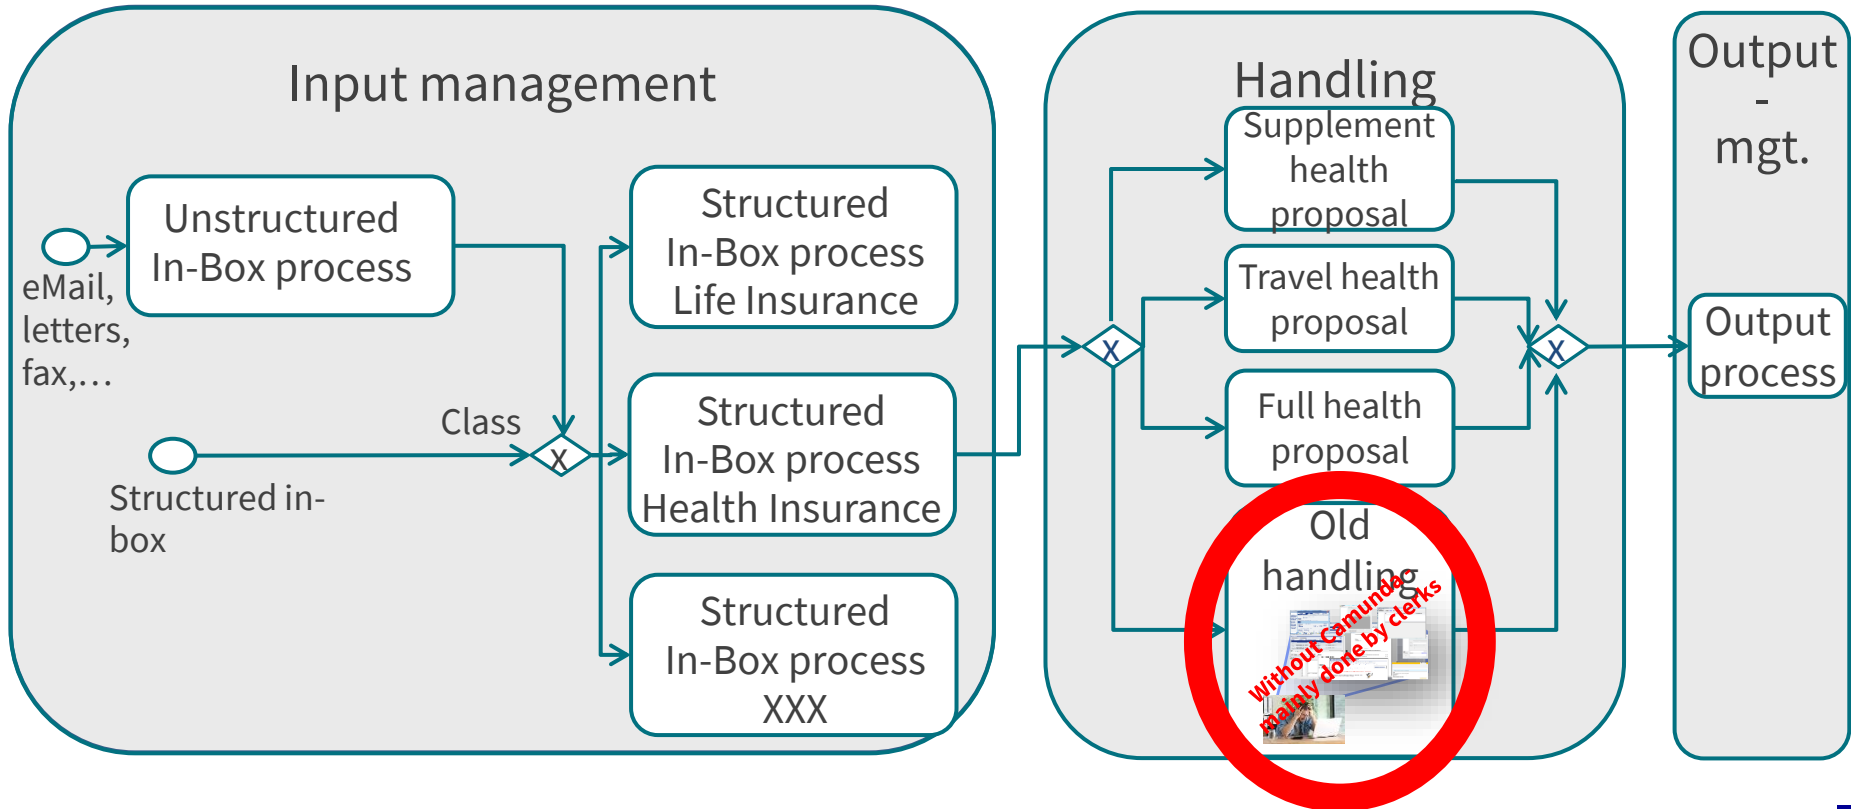 Input management
Unstructured
In-Box process
eMail,
letters,
fax,...
Structured in-
box
Class
X
Structured
In-Box process
Life Insurance
Structured
In-Box process
Health Insurance
Structured
In-Box process
XXX
Handling
X
Supplement
health
proposal
Travel health
proposal
Full health
proposal
Old
handling
Without Camunda -
mainly done by clerks
X
Output
-
mgt.
Output
process